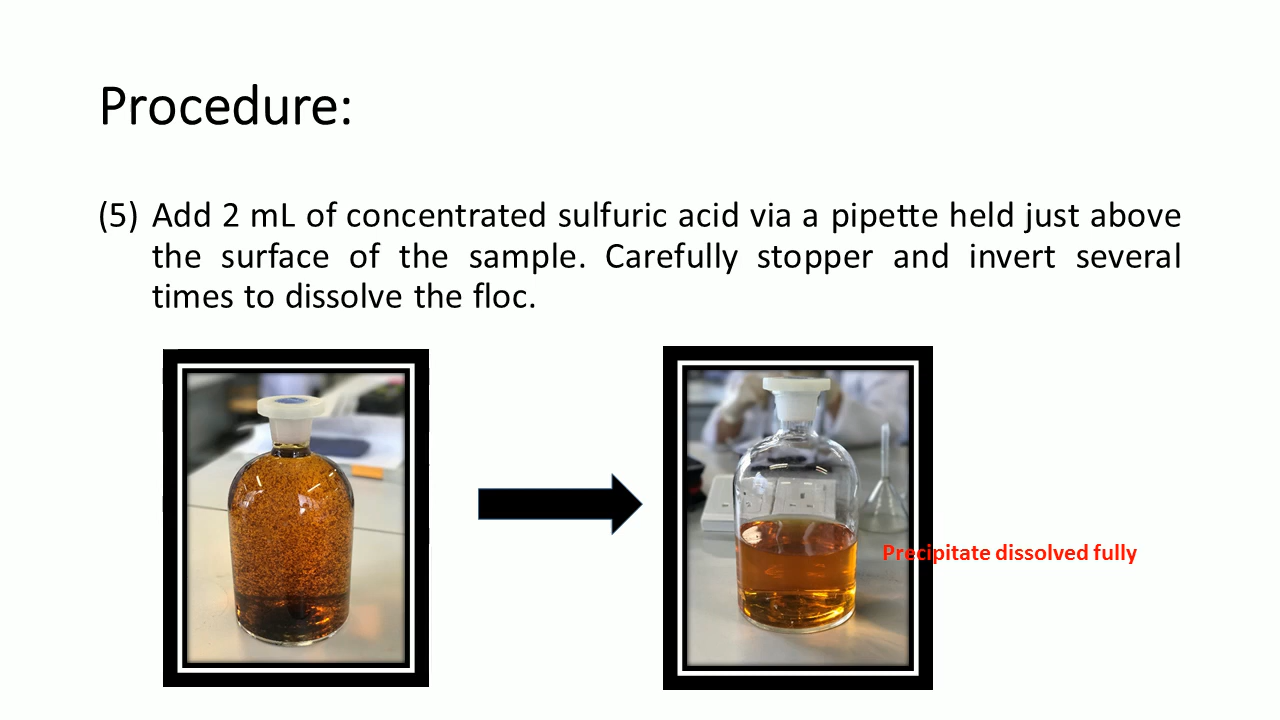 Procedure:
(5) Add 2 mL of concentrated sulfuric acid via a pipette held just above
the surface of the sample. Carefully stopper and invert several
times to dissolve the floc.
Precipitate dissolved fully